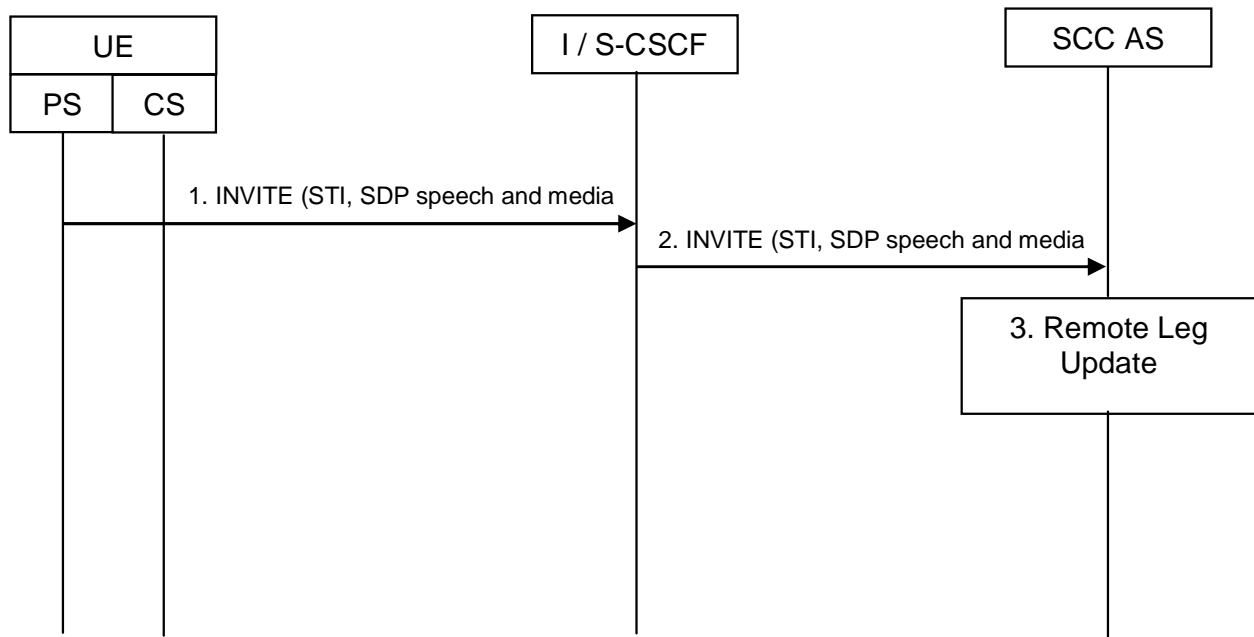 UE
I / S-CSCF
SCC AS
PS
CS
1. INVITE (STI, SDP speech and media
2. INVITE (STI, SDP speech and media
3. Remote Leg
Update